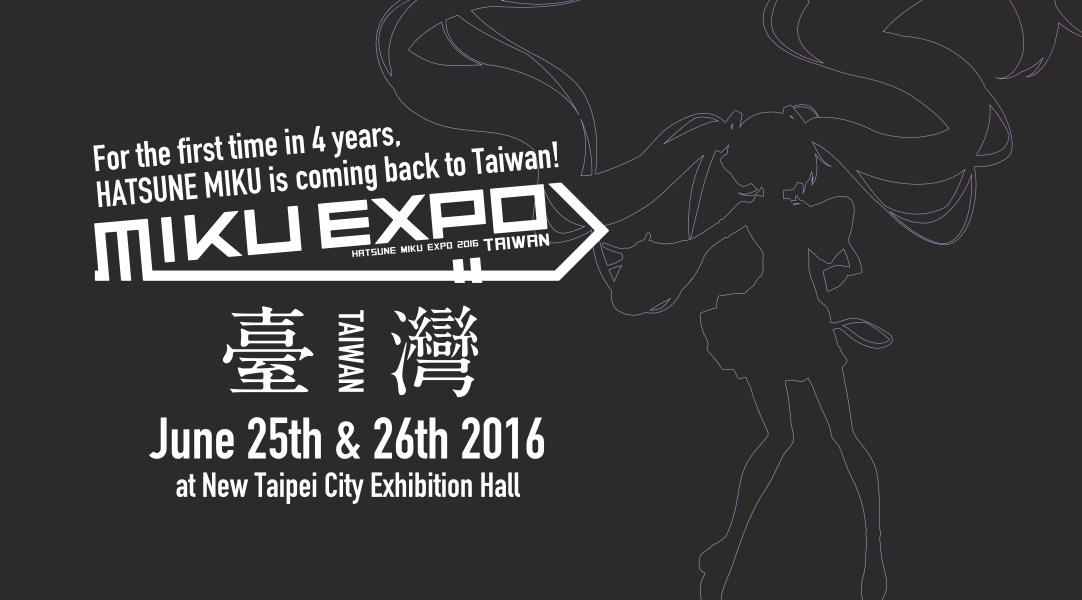 For the first time in 4 years,
HATSUNE MIKU is coming back to Taiwan!
MIKU EXPO
HATSUNE MIKU EXPO 2016 TAIWAN
臺 TAIWAN 灣
June 25th & 26th 2016
at New Taipei City Exhibition Hall